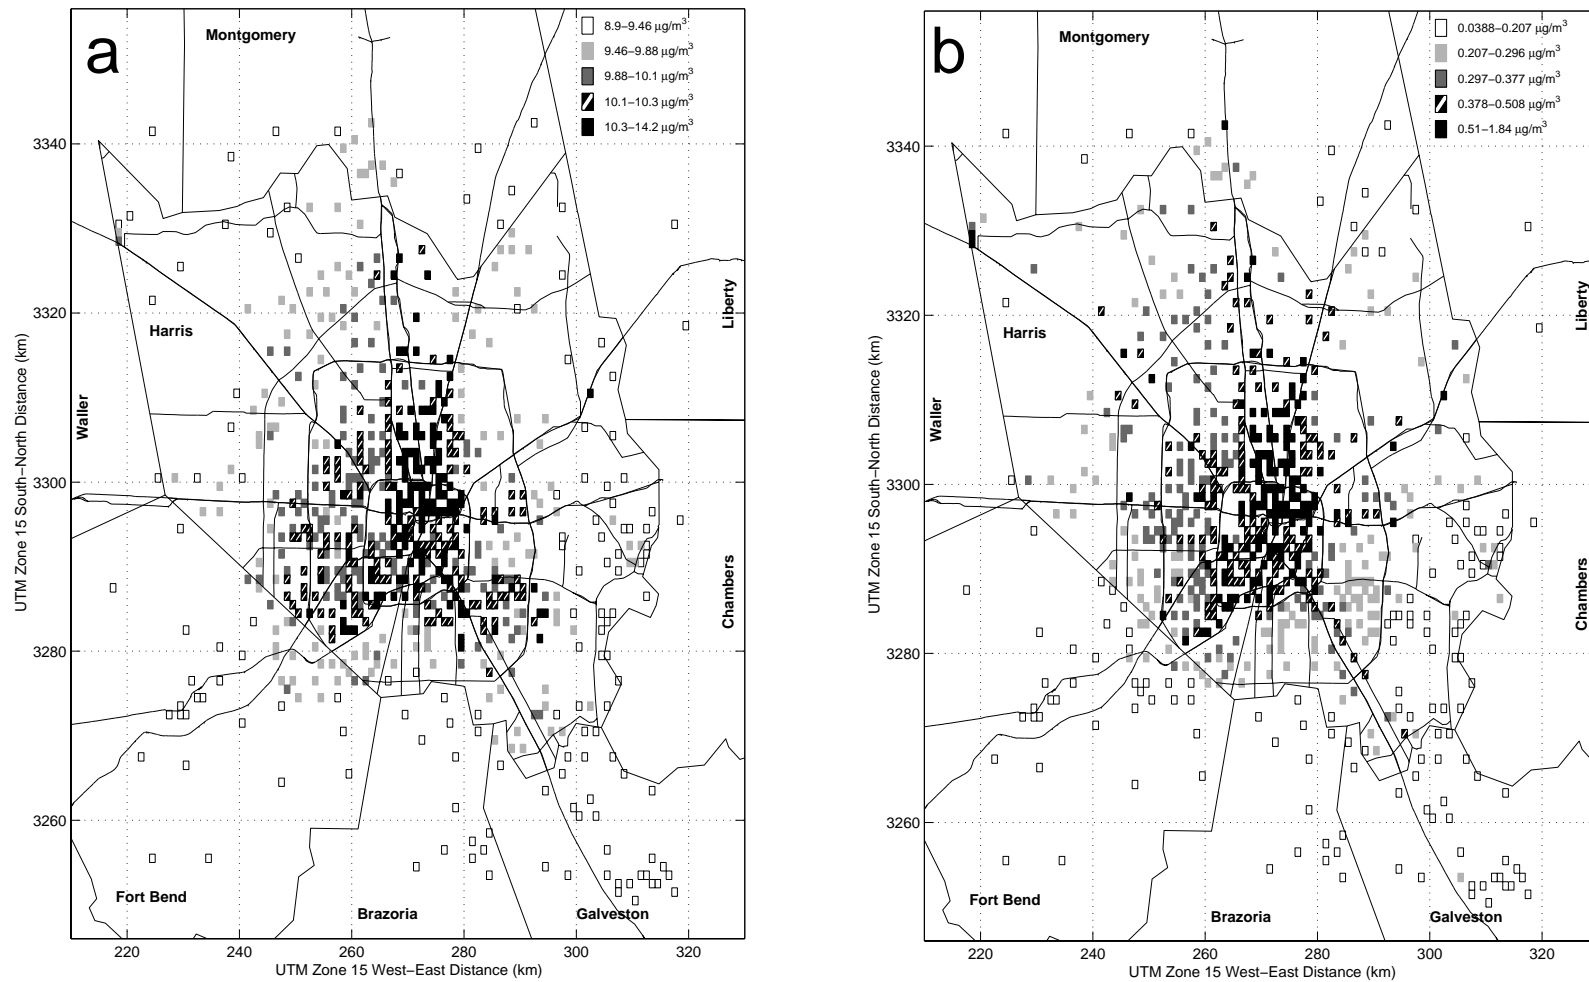 a
Montgomery
8.9–9.46 μg/m3
9.46–9.88 μg/m3
9.88–10.1 μg/m3
10.1–10.3 μg/m3
10.3–14.2 μg/m3
Harris
Waller
Liberty
Chambers
Fort Bend
Brazoria
Galveston
3340
3320
3300
3280
3260
UTM Zone 15 South–North Distance (km)
220 240 260 280 300 320
UTM Zone 15 West–East Distance (km)
b
Montgomery
0.0388–0.207 μg/m3
0.207–0.296 μg/m3
0.297–0.377 μg/m3
0.378–0.508 μg/m3
0.51–1.84 μg/m3
Harris
Waller
Liberty
Chambers
Fort Bend
Brazoria
Galveston
3340
3320
3300
3280
3260
UTM Zone 15 South–North Distance (km)
220 240 260 280 300 320
UTM Zone 15 West–East Distance (km)